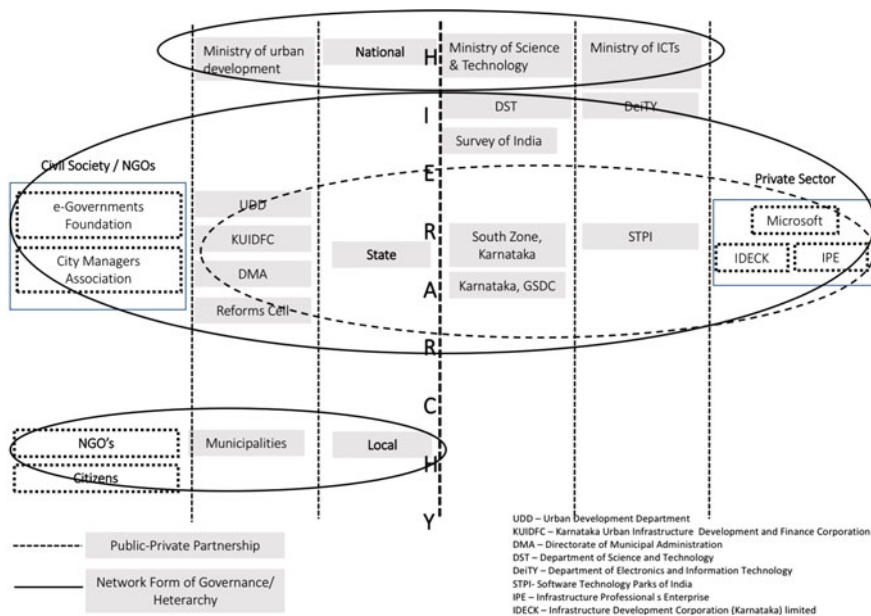 Ministry of urban
development
National
Ministry of Science
& Technology
Ministry of ICTs
H
I
E
R
A
R
C
H
Y
DST
DeiTY
Survey of India
Civil Society / NGOs
e-Governments
Foundation
City Managers
Association
UDD
KUIDFC
DMA
Reforms Cell
State
South Zone,
Karnataka
Karnataka, GSDC
STPI
Private Sector
Microsoft
IDECK
IPE
NGO's
Citizens
Municipalities
Local
Public-Private Partnership
Network Form of Governance/
Heterarchy
UDD – Urban Development Department
KUIDFC – Karnataka Urban Infrastructure Development and Finance Corporation
DMA – Directorate of Municipal Administration
DST – Department of Science and Technology
DeiTY – Department of Electronics and Information Technology
STPI- Software Technology Parks of India
IPE – Infrastructure Professional s Enterprise
IDECK – Infrastructure Development Corporation (Karnataka) limited